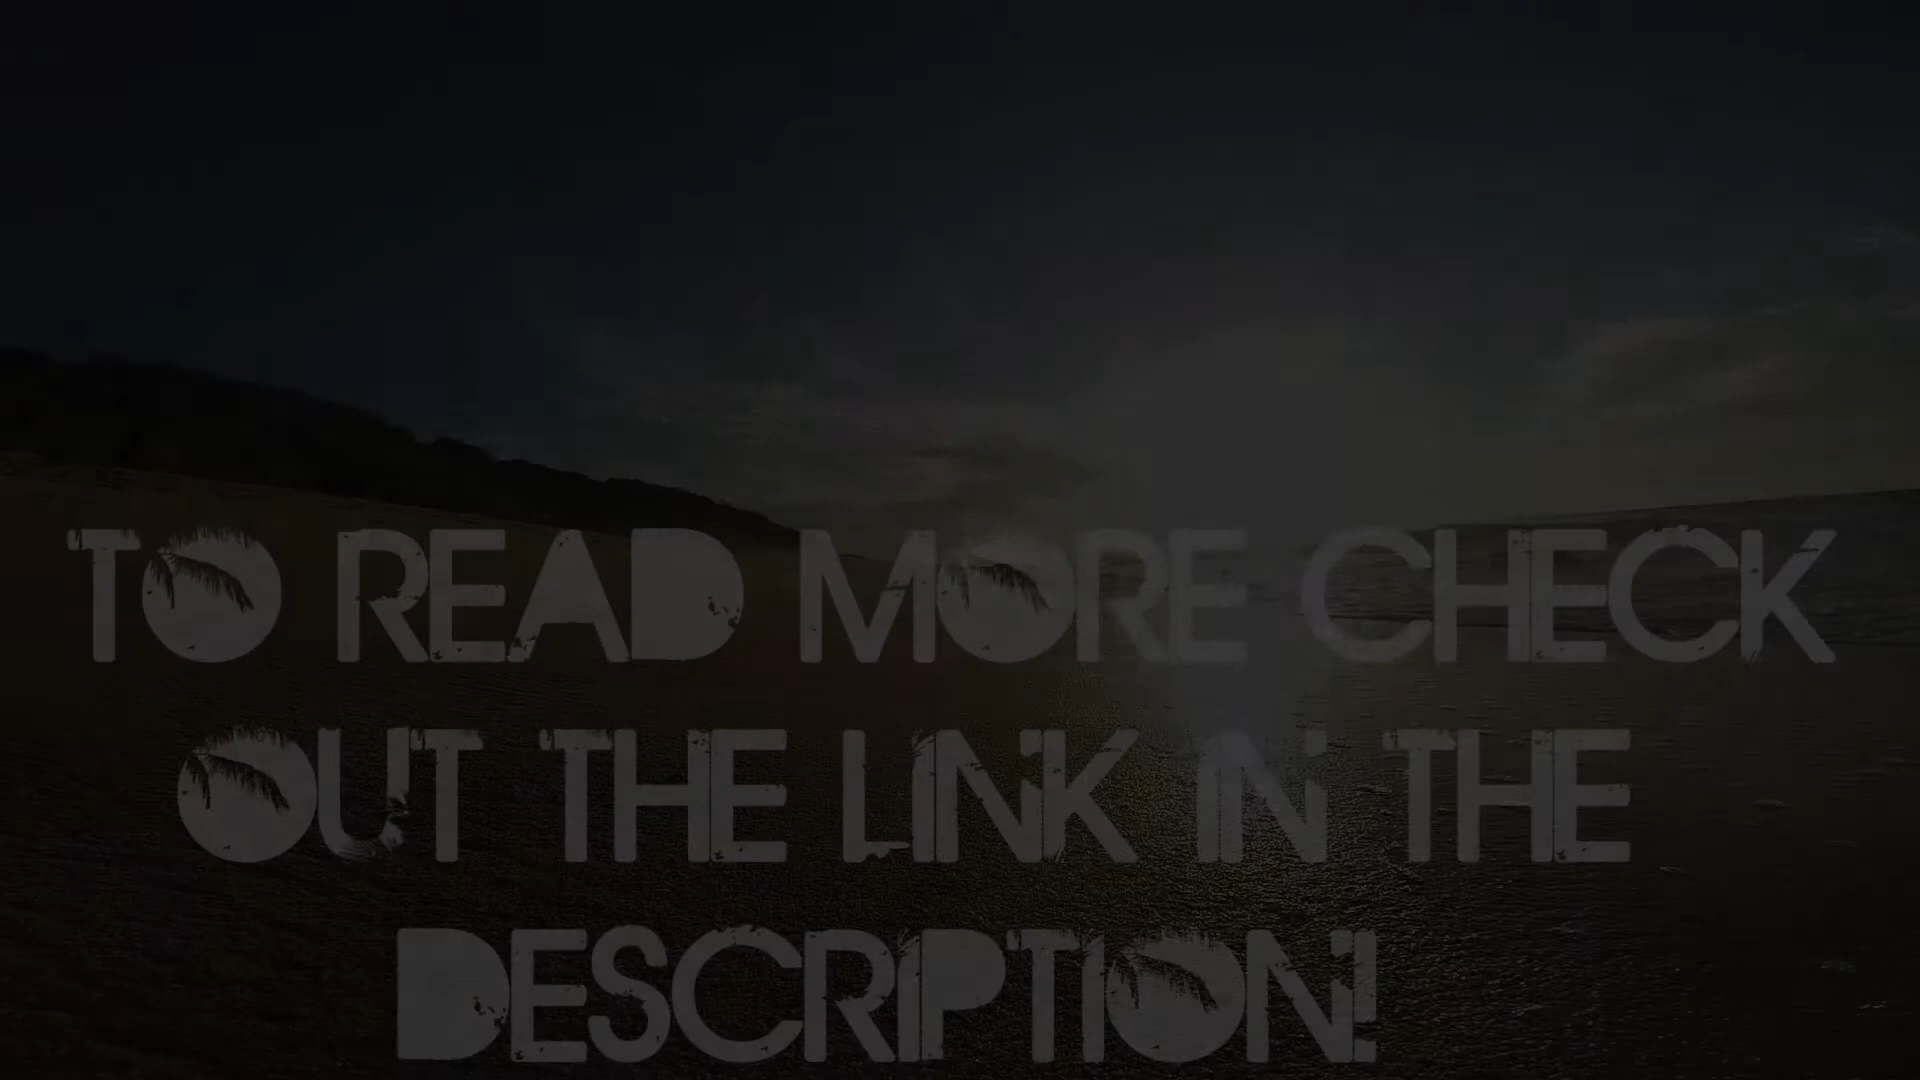 TO READ MORE CHECK
OUT THE LINK IN THE
DESCRIPTION!